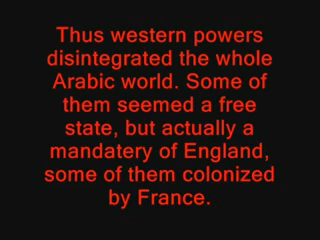 Thus western powers
disintegrated the whole
Arabic world. Some of
them seemed a free
state, but actually a
mandatery of England,
some of them colonized
by France.